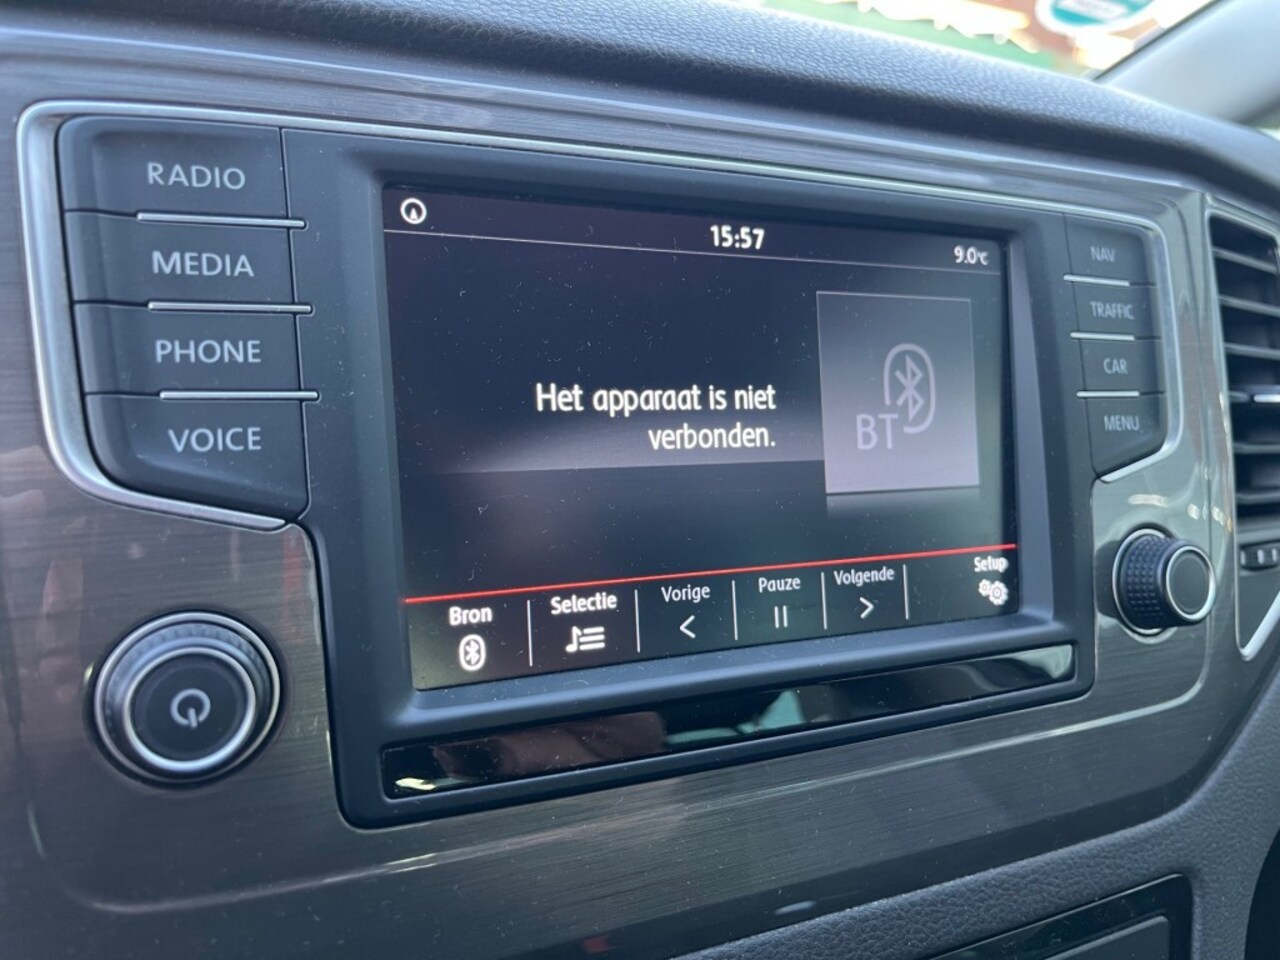 RADIO
MEDIA
PHONE
VOICE
15:57
9.0°C
Het apparaat is niet
verbonden.
BT
Bron
Selectie
Vorige
Pauze
Volgende
Setup
NAV
TRAFFIC
CAR
MENU